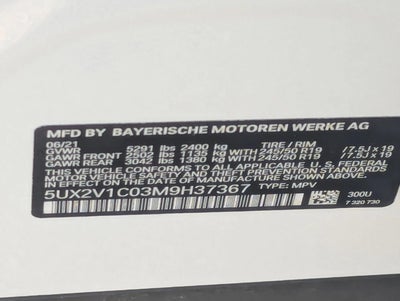 MFD BY BAYERISCHE MOTOREN WERKE AG
06/21 TIRE / RIM
GVWR 5291 lbs 2400 kg
GAWR FRONT 2502 lbs 1135 kg WITH 245/50 R19 / 7.5J x 19
GAWR REAR 3042 lbs 1380 kg WITH 245/50 R19 / 7.5J x 19
THIS VEHICLE CONFORMS TO ALL APPLICABLE U.S. FEDERAL
MOTOR VEHICLE SAFETY, BUMPER, AND THEFT PREVENTION STANDARDS
IN EFFECT ON THE DATE OF MANUFACTURE SHOWN ABOVE.
5UX2V1C03M9H37367 TYPE: MPV
300U
7 320 730